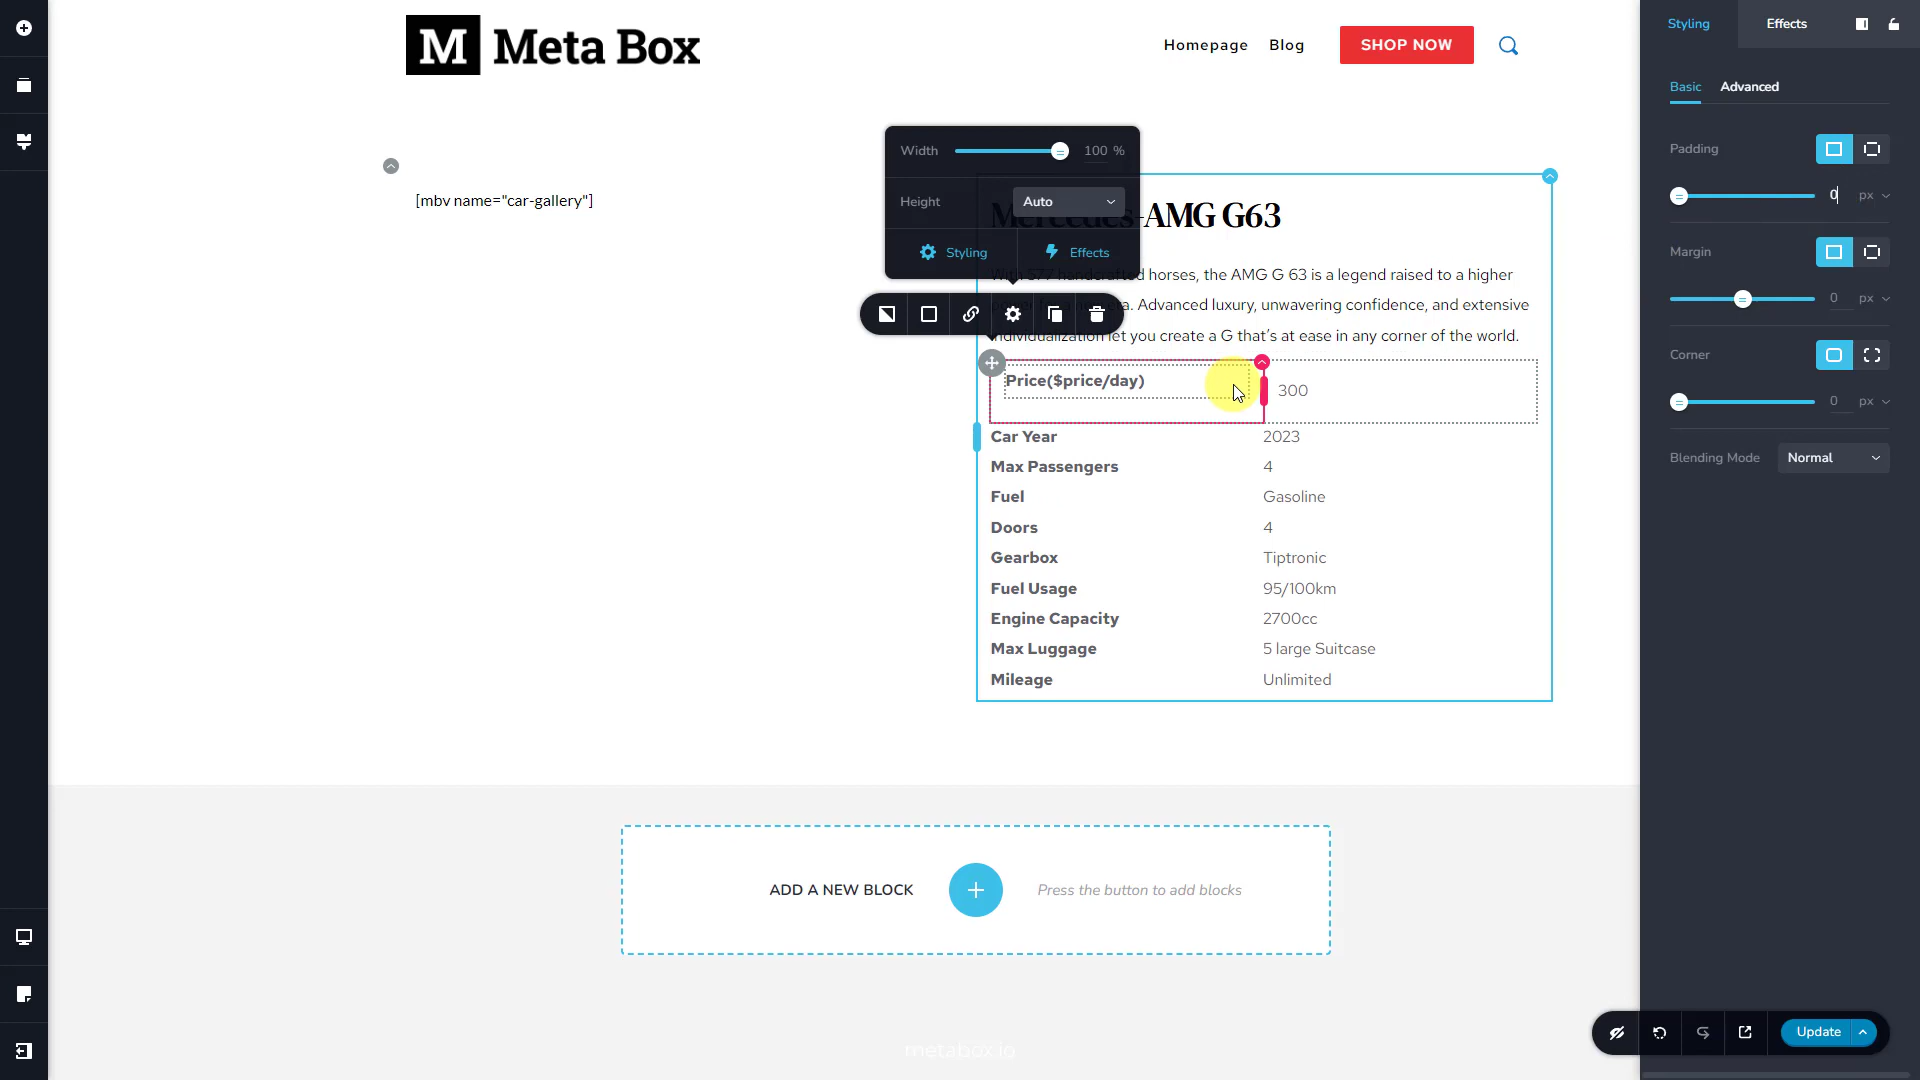 M Meta Box
Homepage
Blog
SHOP NOW
Styling
Effects
Basic
Advanced
Width
100 %
Padding
0
px
Height
Auto
[mbv name="car-gallery"]
Mercedes-AMG G63
Styling
Effects
Margin
0
px
horses, the AMG G 63 is a legend raised to a higher
Advanced luxury, unwavering confidence, and extensive
individualization let you create a G that's at ease in any corner of the world.
Corner
0
px
Price($price/day)
300
Car Year
2023
Max Passengers
4
Blending Mode
Normal
Fuel
Gasoline
Doors
4
Gearbox
Tiptronic
Fuel Usage
95/100km
Engine Capacity
2700cc
Max Luggage
5 large Suitcase
Mileage
Unlimited
ADD A NEW BLOCK
Press the button to add blocks
Update
metabox.io